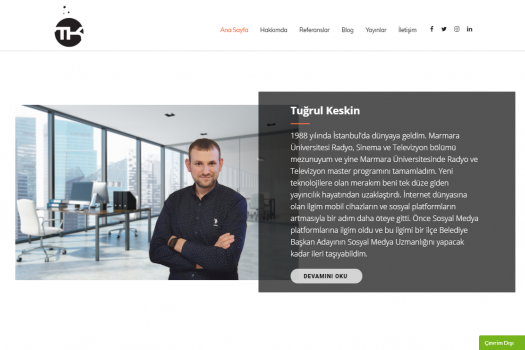 TK
Ana Sayfa Hakkımda Referanslar Blog Yayınlar İletişim
Tuğrul Keskin
1988 yılında İstanbul'da dünyaya geldim. Marmara
Üniversitesi Radyo, Sinema ve Televizyon bölümü
mezunuyum ve yine Marmara Üniversitesinde Radyo ve
Televizyon master programını tamamladım. Yeni
teknolojilere olan merakım beni tek düze giden
yayıncılık hayatından uzaklaştırdı. İnternet dünyasına
olan ilgim mobil cihazların ve sosyal platformların
artmasıyla bir adım daha öteye gitti. Önce Sosyal Medya
platformlarına ilgim oldu ve bu ilgimi bir ilçe Belediye
Başkan Adayının Sosyal Medya Uzmanlığını yapacak
kadar ileri taşıyabildim.
DEVAMINI OKU
Çevrim Dışı